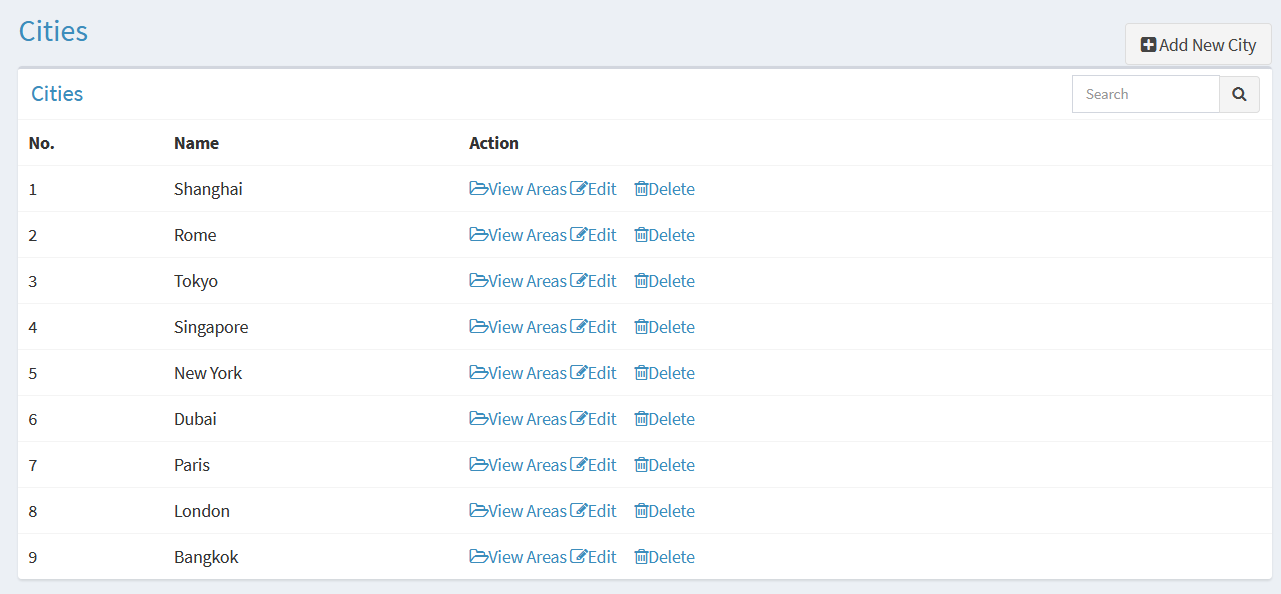 Cities
Add New City
Cities
Search
No. Name Action
1 Shanghai View Areas Edit Delete
2 Rome View Areas Edit Delete
3 Tokyo View Areas Edit Delete
4 Singapore View Areas Edit Delete
5 New York View Areas Edit Delete
6 Dubai View Areas Edit Delete
7 Paris View Areas Edit Delete
8 London View Areas Edit Delete
9 Bangkok View Areas Edit Delete